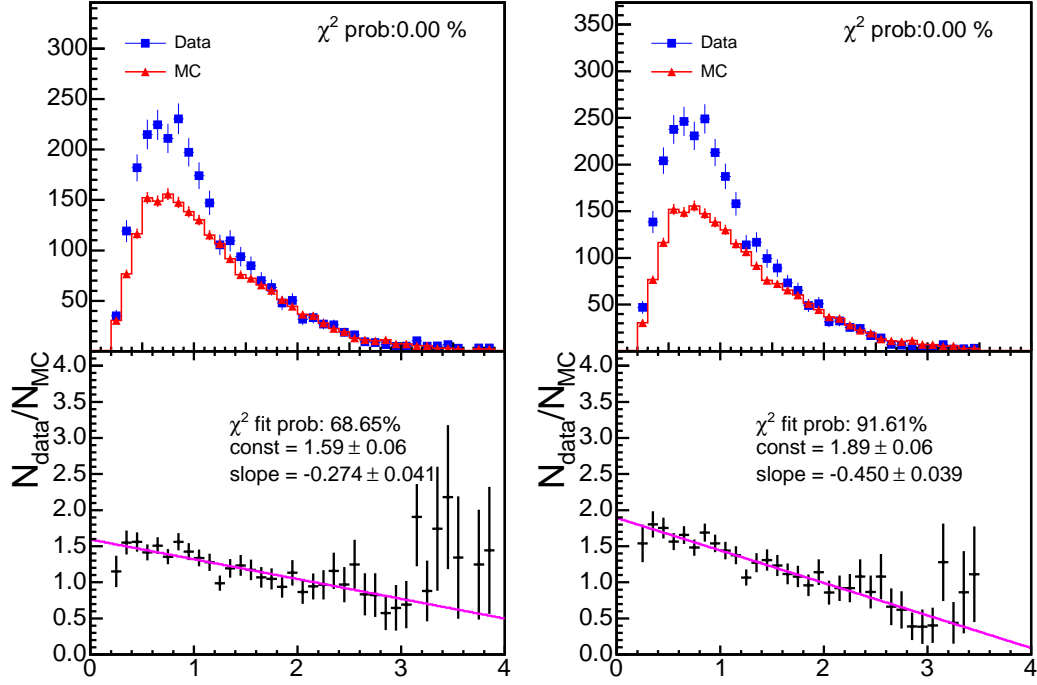 χ² prob:0.00 %
Data
MC
300
250
200
150
100
50
N_data/N_MC
4.0
3.5
3.0
2.5
2.0
1.5
1.0
0.5
0.0
χ² fit prob: 68.65%
const = 1.59 ± 0.06
slope = -0.274 ± 0.041
0 1 2 3 4
χ² prob:0.00 %
Data
MC
350
300
250
200
150
100
50
N_data/N_MC
4.0
3.5
3.0
2.5
2.0
1.5
1.0
0.5
0.0
χ² fit prob: 91.61%
const = 1.89 ± 0.06
slope = -0.450 ± 0.039
0 1 2 3 4